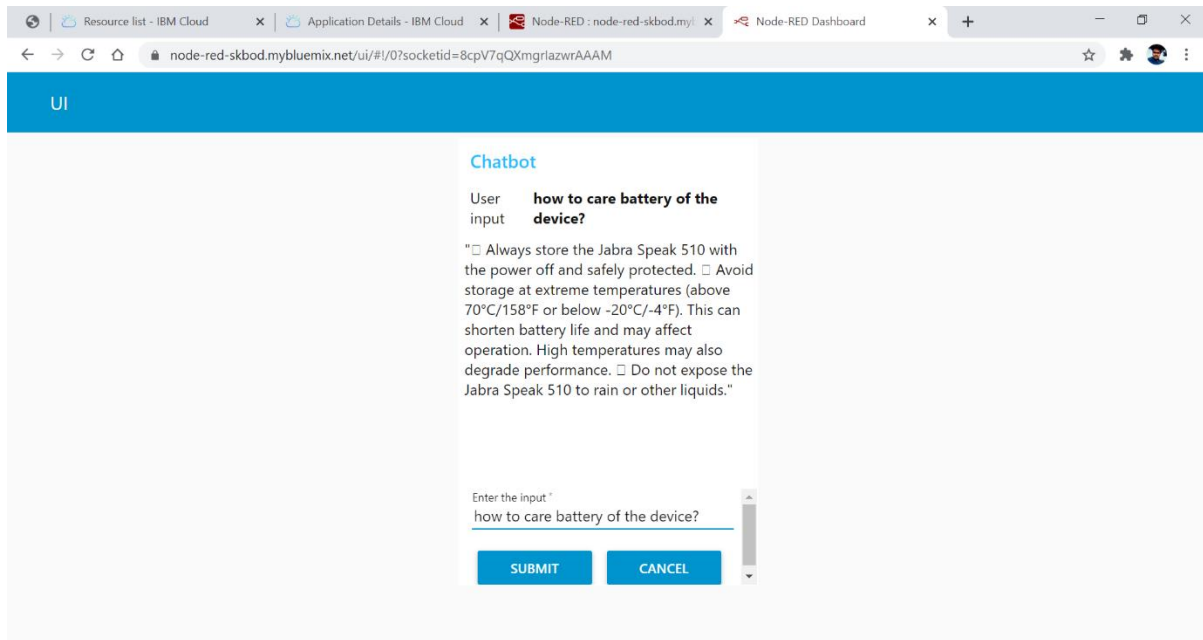 Resource list - IBM Cloud
Application Details - IBM Cloud
Node-RED : node-red-skbod.myb
Node-RED Dashboard
node-red-skbod.mybluemix.net/ui/#!/0?socketid=8cpV7qQXmgrIazwrAAAM
UI
Chatbot
User how to care battery of the
input device?
"□ Always store the Jabra Speak 510 with
the power off and safely protected. □ Avoid
storage at extreme temperatures (above
70°C/158°F or below -20°C/-4°F). This can
shorten battery life and may affect
operation. High temperatures may also
degrade performance. □ Do not expose the
Jabra Speak 510 to rain or other liquids."
Enter the input *
how to care battery of the device?
SUBMIT CANCEL